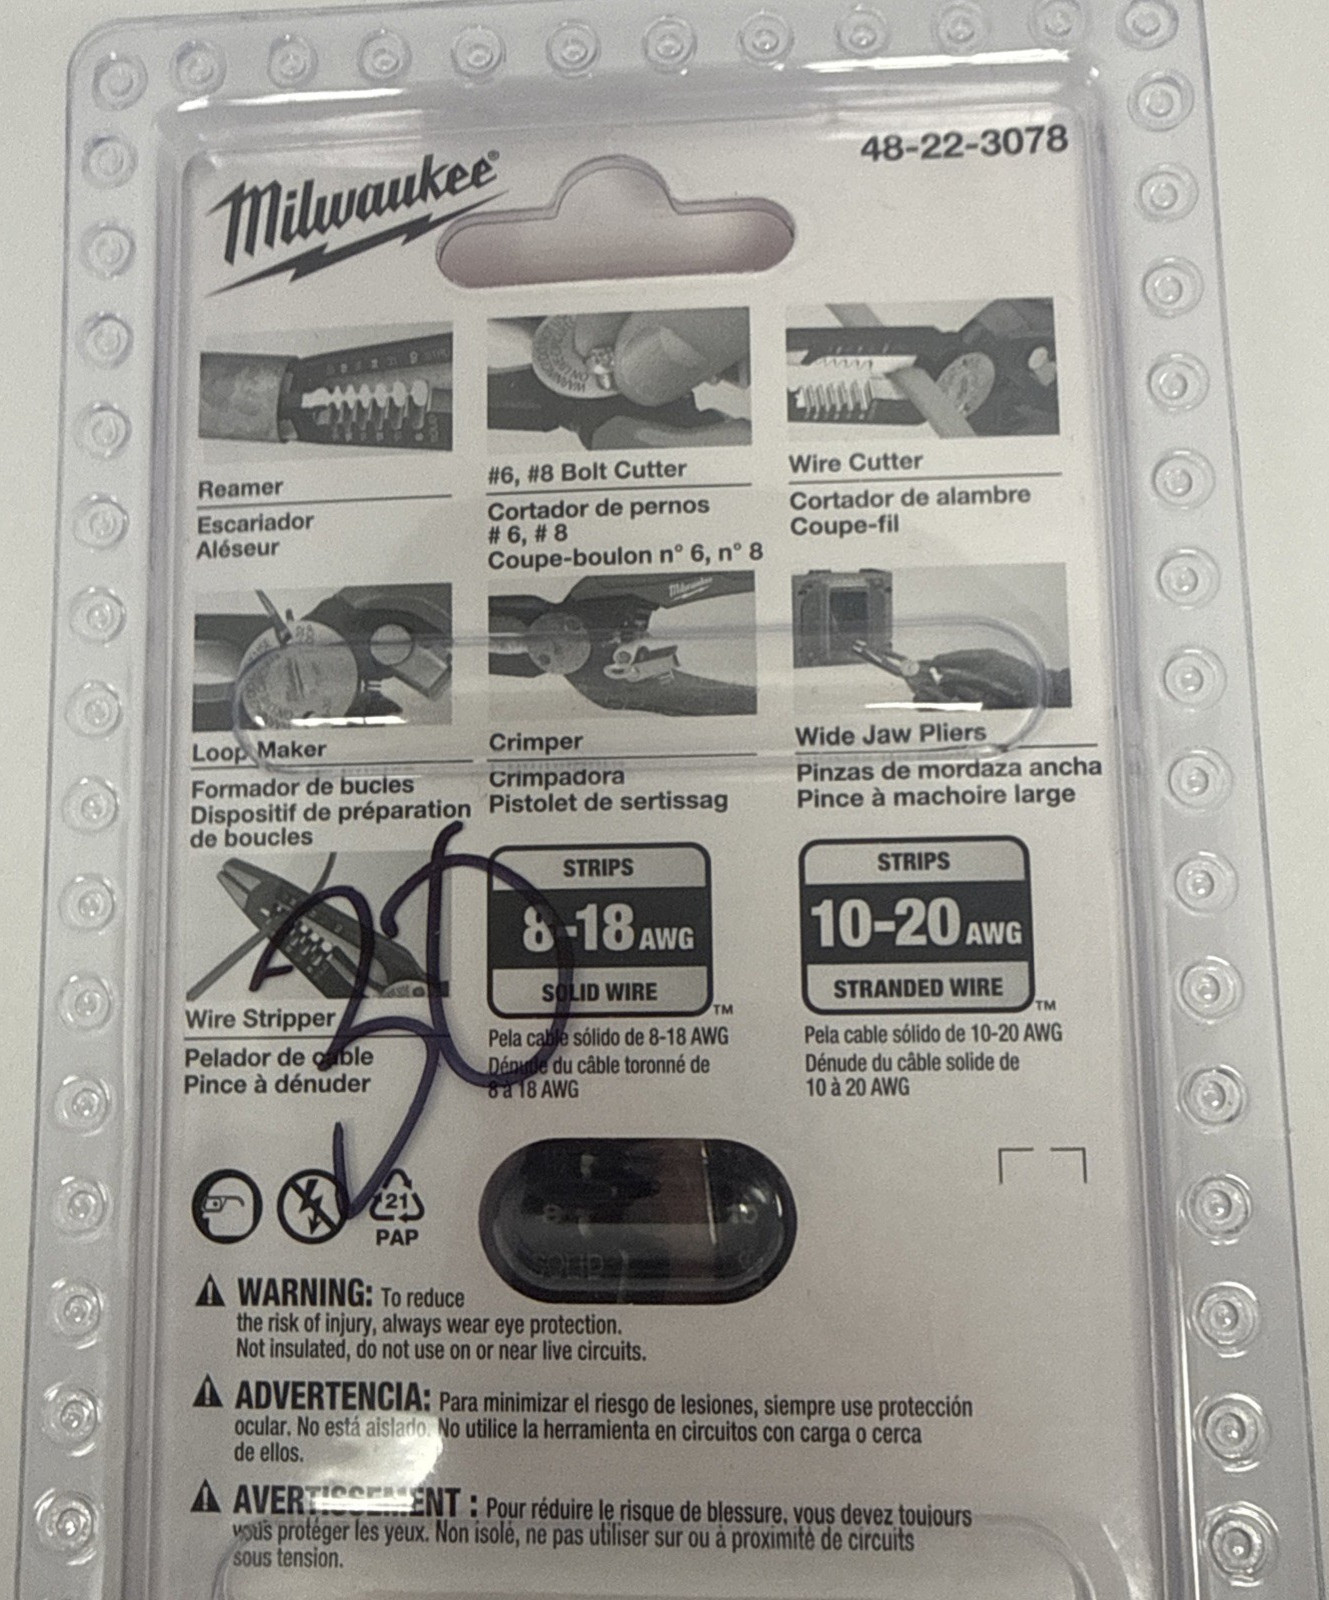 48-22-3078
Milwaukee®
Reamer
Escariador
Aléseur
#6, #8 Bolt Cutter
Cortador de pernos
# 6, # 8
Coupe-boulon n° 6, n° 8
Wire Cutter
Cortador de alambre
Coupe-fil
Milwaukee
Loop Maker
Formador de bucles
Dispositif de préparation
de boucles
Crimper
Crimpadora
Pistolet de sertissag
Wide Jaw Pliers
Pinzas de mordaza ancha
Pince à machoire large
Wire Stripper
Pelador de cable
Pince à dénuder
STRIPS
8-18 AWG
SOLID WIRE
™
Pela cable sólido de 8-18 AWG
Dénude du câble toronné de
8 à 18 AWG
STRIPS
10-20 AWG
STRANDED WIRE
™
Pela cable sólido de 10-20 AWG
Dénude du câble solide de
10 à 20 AWG
21
PAP
SOLID
WARNING: To reduce
the risk of injury, always wear eye protection.
Not insulated, do not use on or near live circuits.
ADVERTENCIA: Para minimizar el riesgo de lesiones, siempre use protección
ocular. No está aislado. No utilice la herramienta en circuitos con carga o cerca
de ellos.
AVERTISSEMENT : Pour réduire le risque de blessure, vous devez toujours
vous protéger les yeux. Non isolé, ne pas utiliser sur ou à proximité de circuits
sous tension.